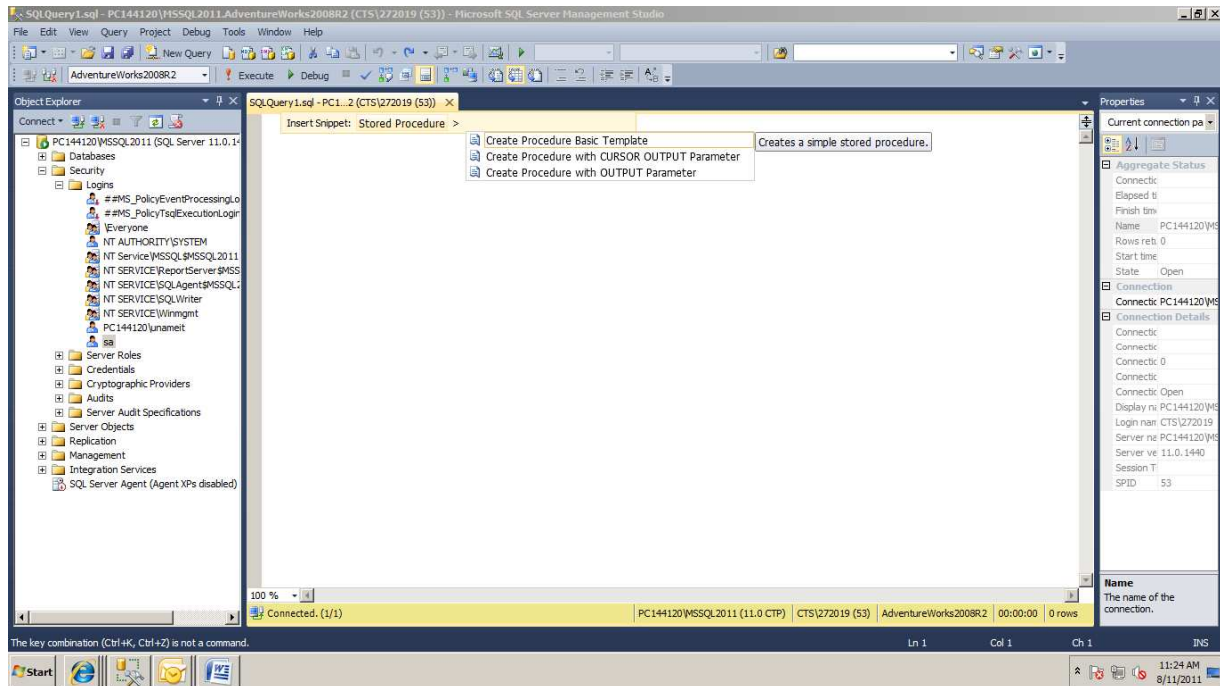 SQLQuery1.sql - PC144120\MSSQL2011.AdventureWorks2008R2 (CTS\272019 (53)) - Microsoft SQL Server Management Studio
File Edit View Query Project Debug Tools Window Help
New Query
AdventureWorks2008R2
Execute
Debug
Object Explorer
Connect
PC144120\MSSQL2011 (SQL Server 11.0.14
Databases
Security
Logins
##MS_PolicyEventProcessingLo
##MS_PolicyTsqlExecutionLogin
\Everyone
NT AUTHORITY\SYSTEM
NT Service\MSSQL$MSSQL2011
NT SERVICE\ReportServer$MSS
NT SERVICE\SQLAgent$MSSQL2
NT SERVICE\SQLWriter
NT SERVICE\Winmgmt
PC144120\unameit
sa
Server Roles
Credentials
Cryptographic Providers
Audits
Server Audit Specifications
Server Objects
Replication
Management
Integration Services
SQL Server Agent (Agent XPs disabled)
SQLQuery1.sql - PC1...2 (CTS\272019 (53))
Insert Snippet: Stored Procedure >
Create Procedure Basic Template
Create Procedure with CURSOR OUTPUT Parameter
Create Procedure with OUTPUT Parameter
Creates a simple stored procedure.
100 %
Connected. (1/1)
PC144120\MSSQL2011 (11.0 CTP)
CTS\272019 (53)
AdventureWorks2008R2
00:00:00
0 rows
Properties
Current connection pa
Aggregate Status
Connectic
Elapsed ti
Finish tim
Name PC144120\MS
Rows ret 0
Start time
State Open
Connection
Connectic PC144120\MS
Connection Details
Connectic
Connectic
Connectic 0
Connectic
Connectic Open
Display na PC144120\MS
Login nam CTS\272019
Server na PC144120\MS
Server ve 11.0.1440
Session T
SPID 53
Name
The name of the
connection.
The key combination (Ctrl+K, Ctrl+Z) is not a command.
Ln 1
Col 1
Ch 1
INS
Start
11:24 AM
8/11/2011